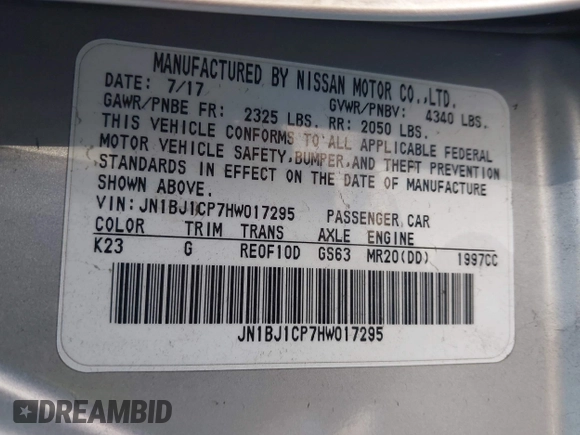 MANUFACTURED BY NISSAN MOTOR CO.,LTD.
DATE: 7/17 GVWR/PNBV: 4340 LBS.
GAWR/PNBE FR: 2325 LBS. RR: 2050 LBS.
THIS VEHICLE CONFORMS TO ALL APPLICABLE FEDERAL
MOTOR VEHICLE SAFETY,BUMPER,AND THEFT PREVENTION
STANDARDS IN EFFECT ON THE DATE OF MANUFACTURE
SHOWN ABOVE.
VIN: JN1BJ1CP7HW017295 PASSENGER CAR
COLOR TRIM TRANS AXLE ENGINE
K23 G RE0F10D GS63 MR20(DD) 1997CC
JN1BJ1CP7HW017295
DREAMBID